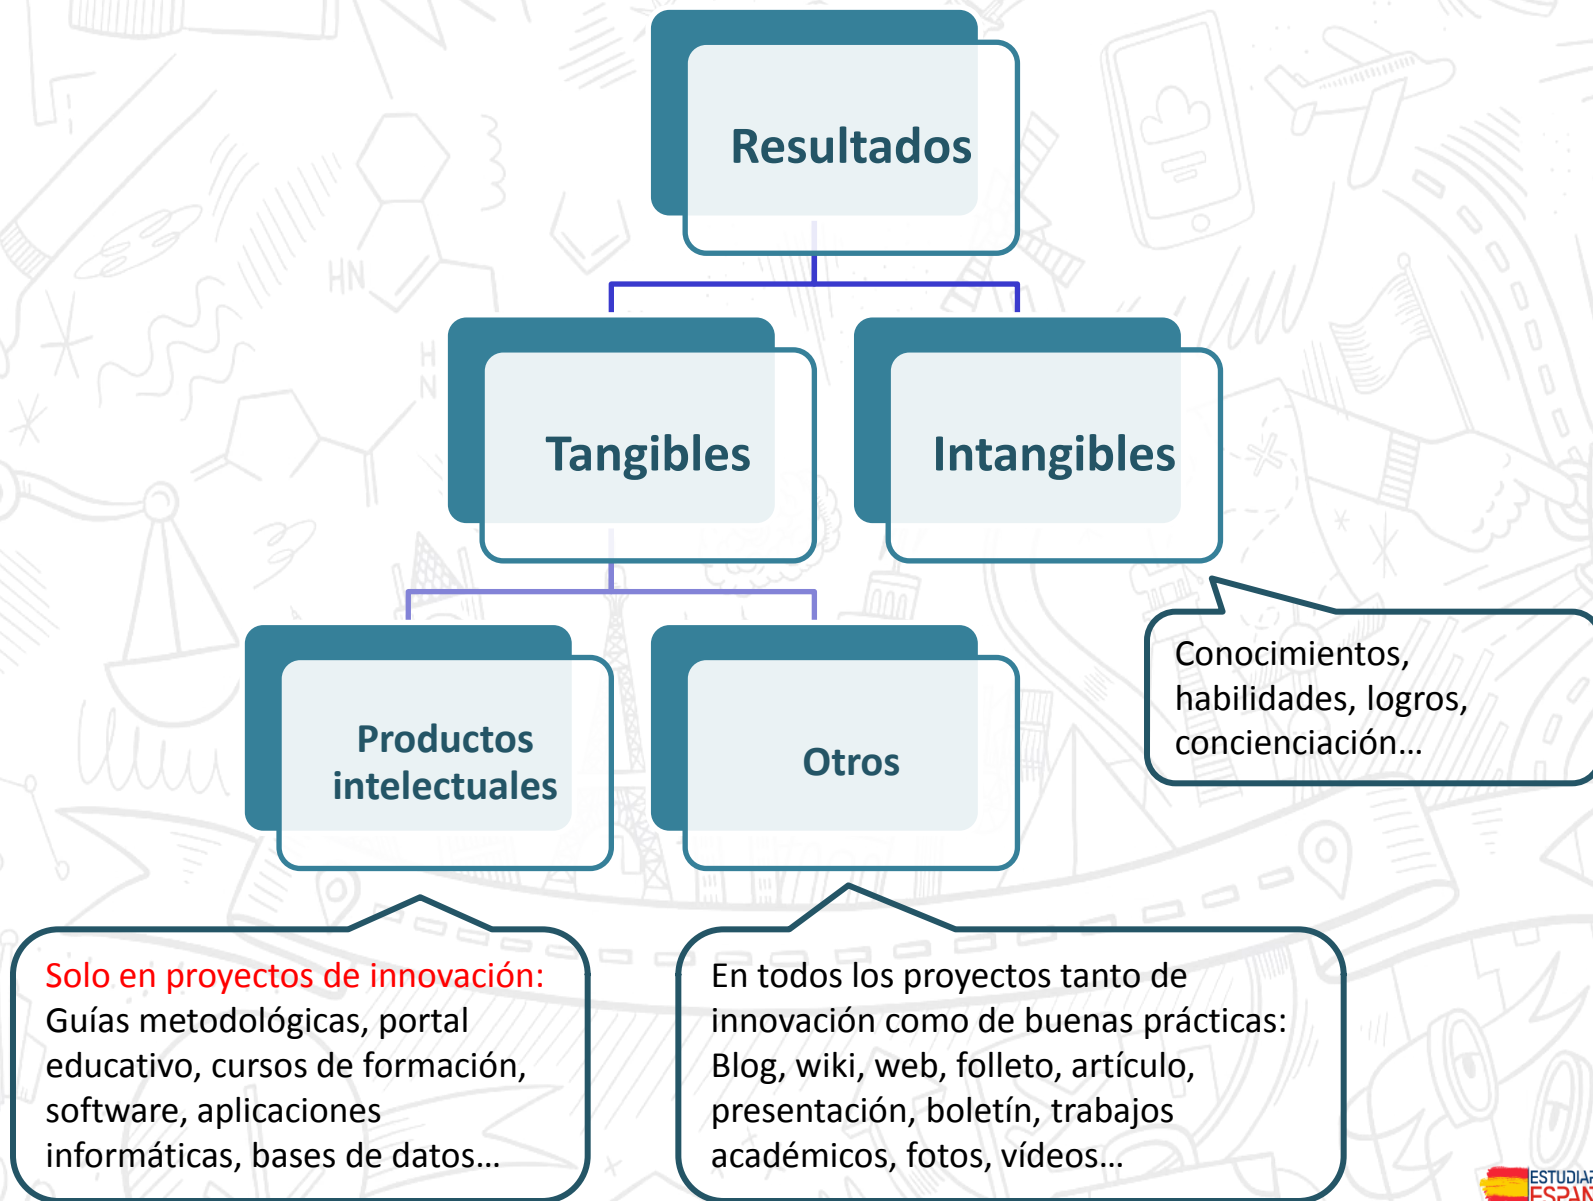 Resultados
Tangibles
Intangibles
Productos
intelectuales
Otros
Conocimientos,
habilidades, logros,
concienciación…
Solo en proyectos de innovación:
Guías metodológicas, portal
educativo, cursos de formación,
software, aplicaciones
informáticas, bases de datos…
En todos los proyectos tanto de
innovación como de buenas prácticas:
Blog, wiki, web, folleto, artículo,
presentación, boletín, trabajos
académicos, fotos, vídeos…
HN
H
N